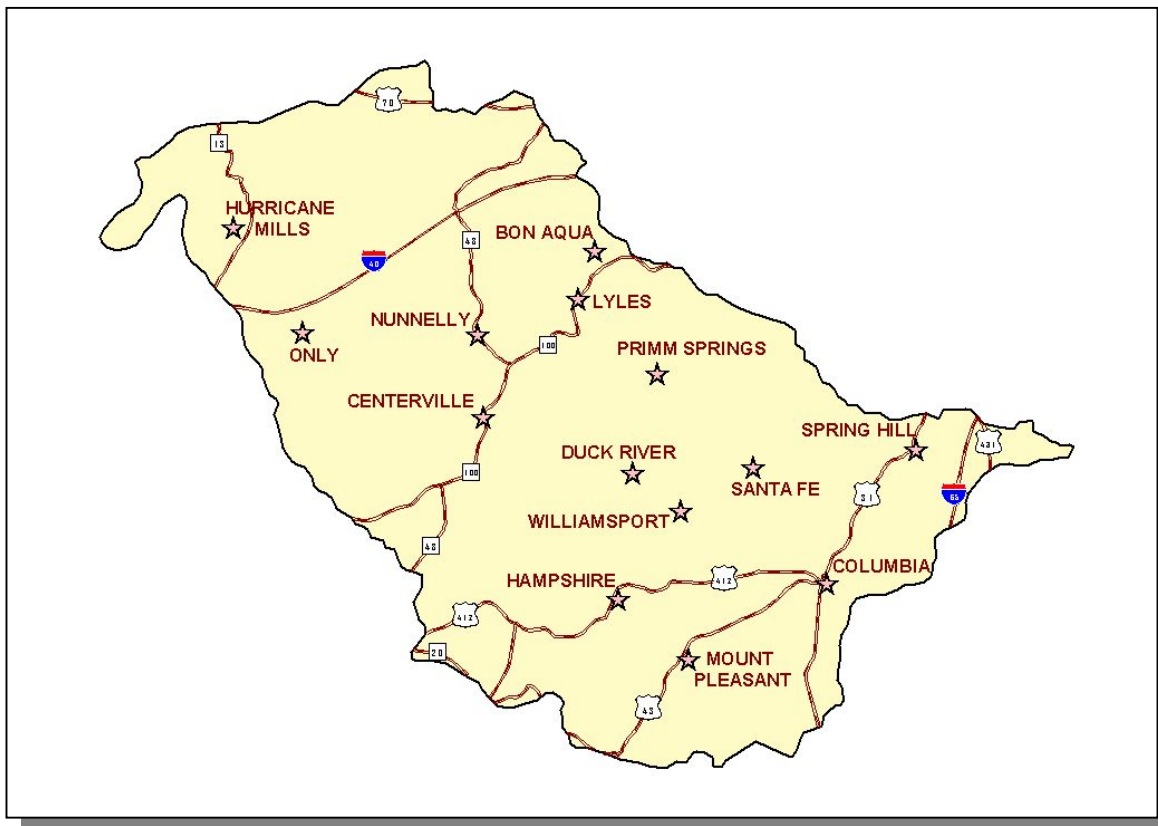 70
13
HURRICANE
MILLS
48
BON AQUA
40
LYLES
NUNNELLY
100
ONLY
PRIMM SPRINGS
CENTERVILLE
SPRING HILL
431
DUCK RIVER
100
SANTA FE
31
65
WILLIAMSPORT
48
COLUMBIA
HAMPSHIRE
412
412
20
MOUNT
PLEASANT
43